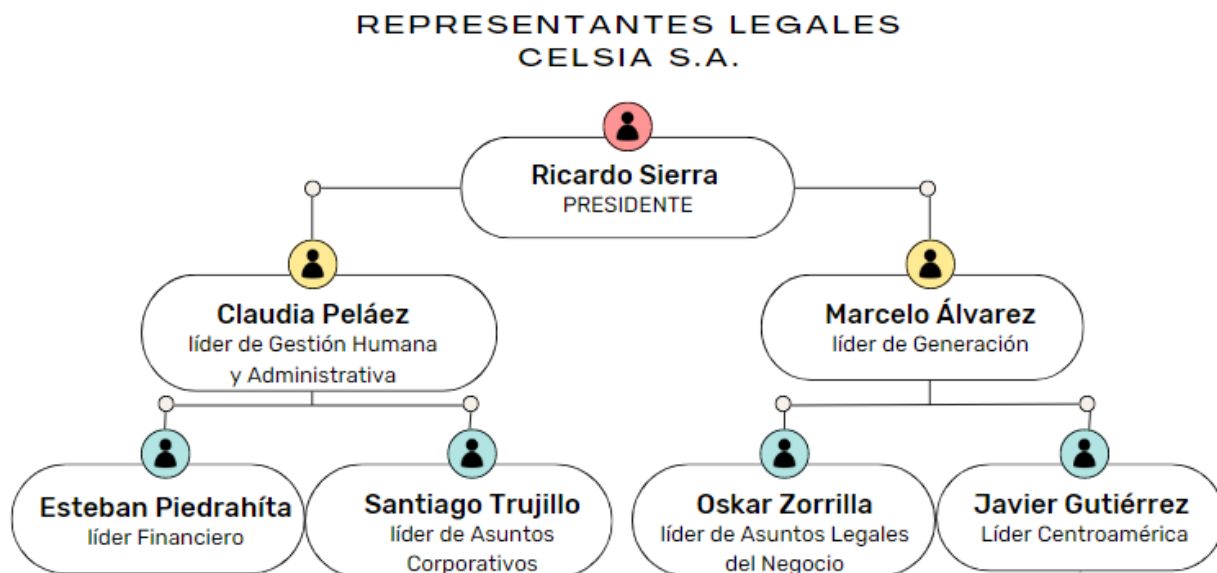 REPRESENTANTES LEGALES
CELSIA S.A.
Ricardo Sierra
PRESIDENTE
Claudia Peláez
líder de Gestión Humana
y Administrativa
Marcelo Álvarez
líder de Generación
Esteban Piedrahíta
líder Financiero
Santiago Trujillo
líder de Asuntos
Corporativos
Oskar Zorrilla
líder de Asuntos Legales
del Negocio
Javier Gutiérrez
Líder Centroamérica